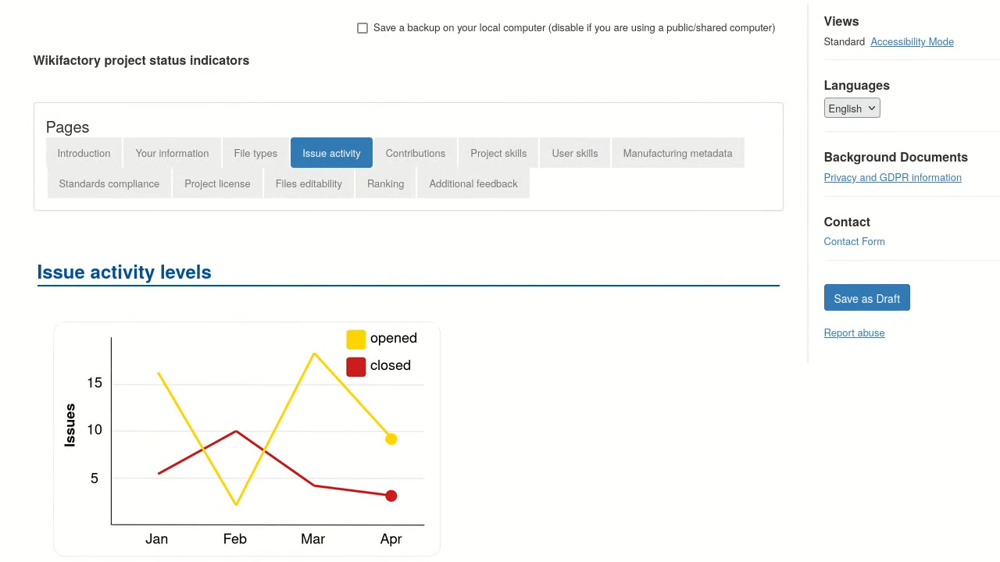 Save a backup on your local computer (disable if you are using a public/shared computer)
Wikifactory project status indicators
Pages
Introduction Your information File types Issue activity Contributions Project skills User skills Manufacturing metadata
Standards compliance Project license Files editability Ranking Additional feedback
Issue activity levels
opened
closed
15
10
5
Issues
Jan Feb Mar Apr
Views
Standard Accessibility Mode
Languages
English
Background Documents
Privacy and GDPR information
Contact
Contact Form
Save as Draft
Report abuse